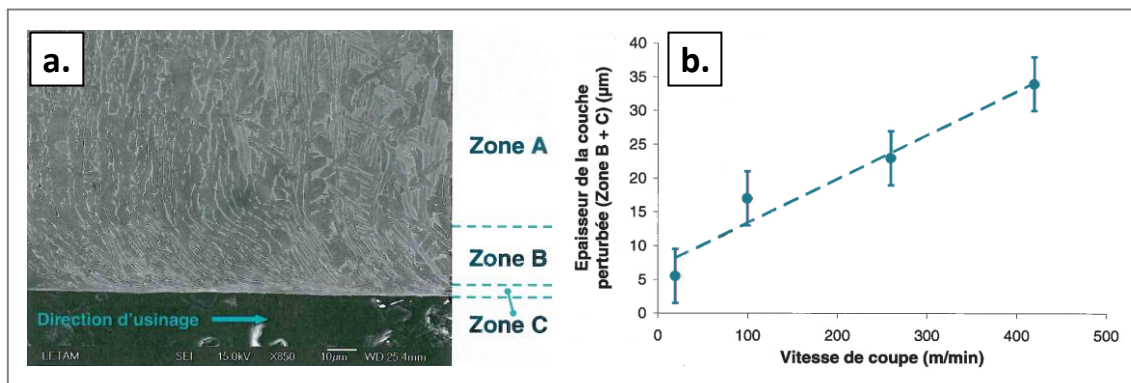 a.
Zone A
Zone B
Zone C
Direction d'usinage
LETAM SEI 15.0kV X850 10µm WD 25.4mm
b.
Epaisseur de la couche
perturbée (Zone B + C) (µm)
40
35
30
25
20
15
10
5
0
0 100 200 300 400 500
Vitesse de coupe (m/min)